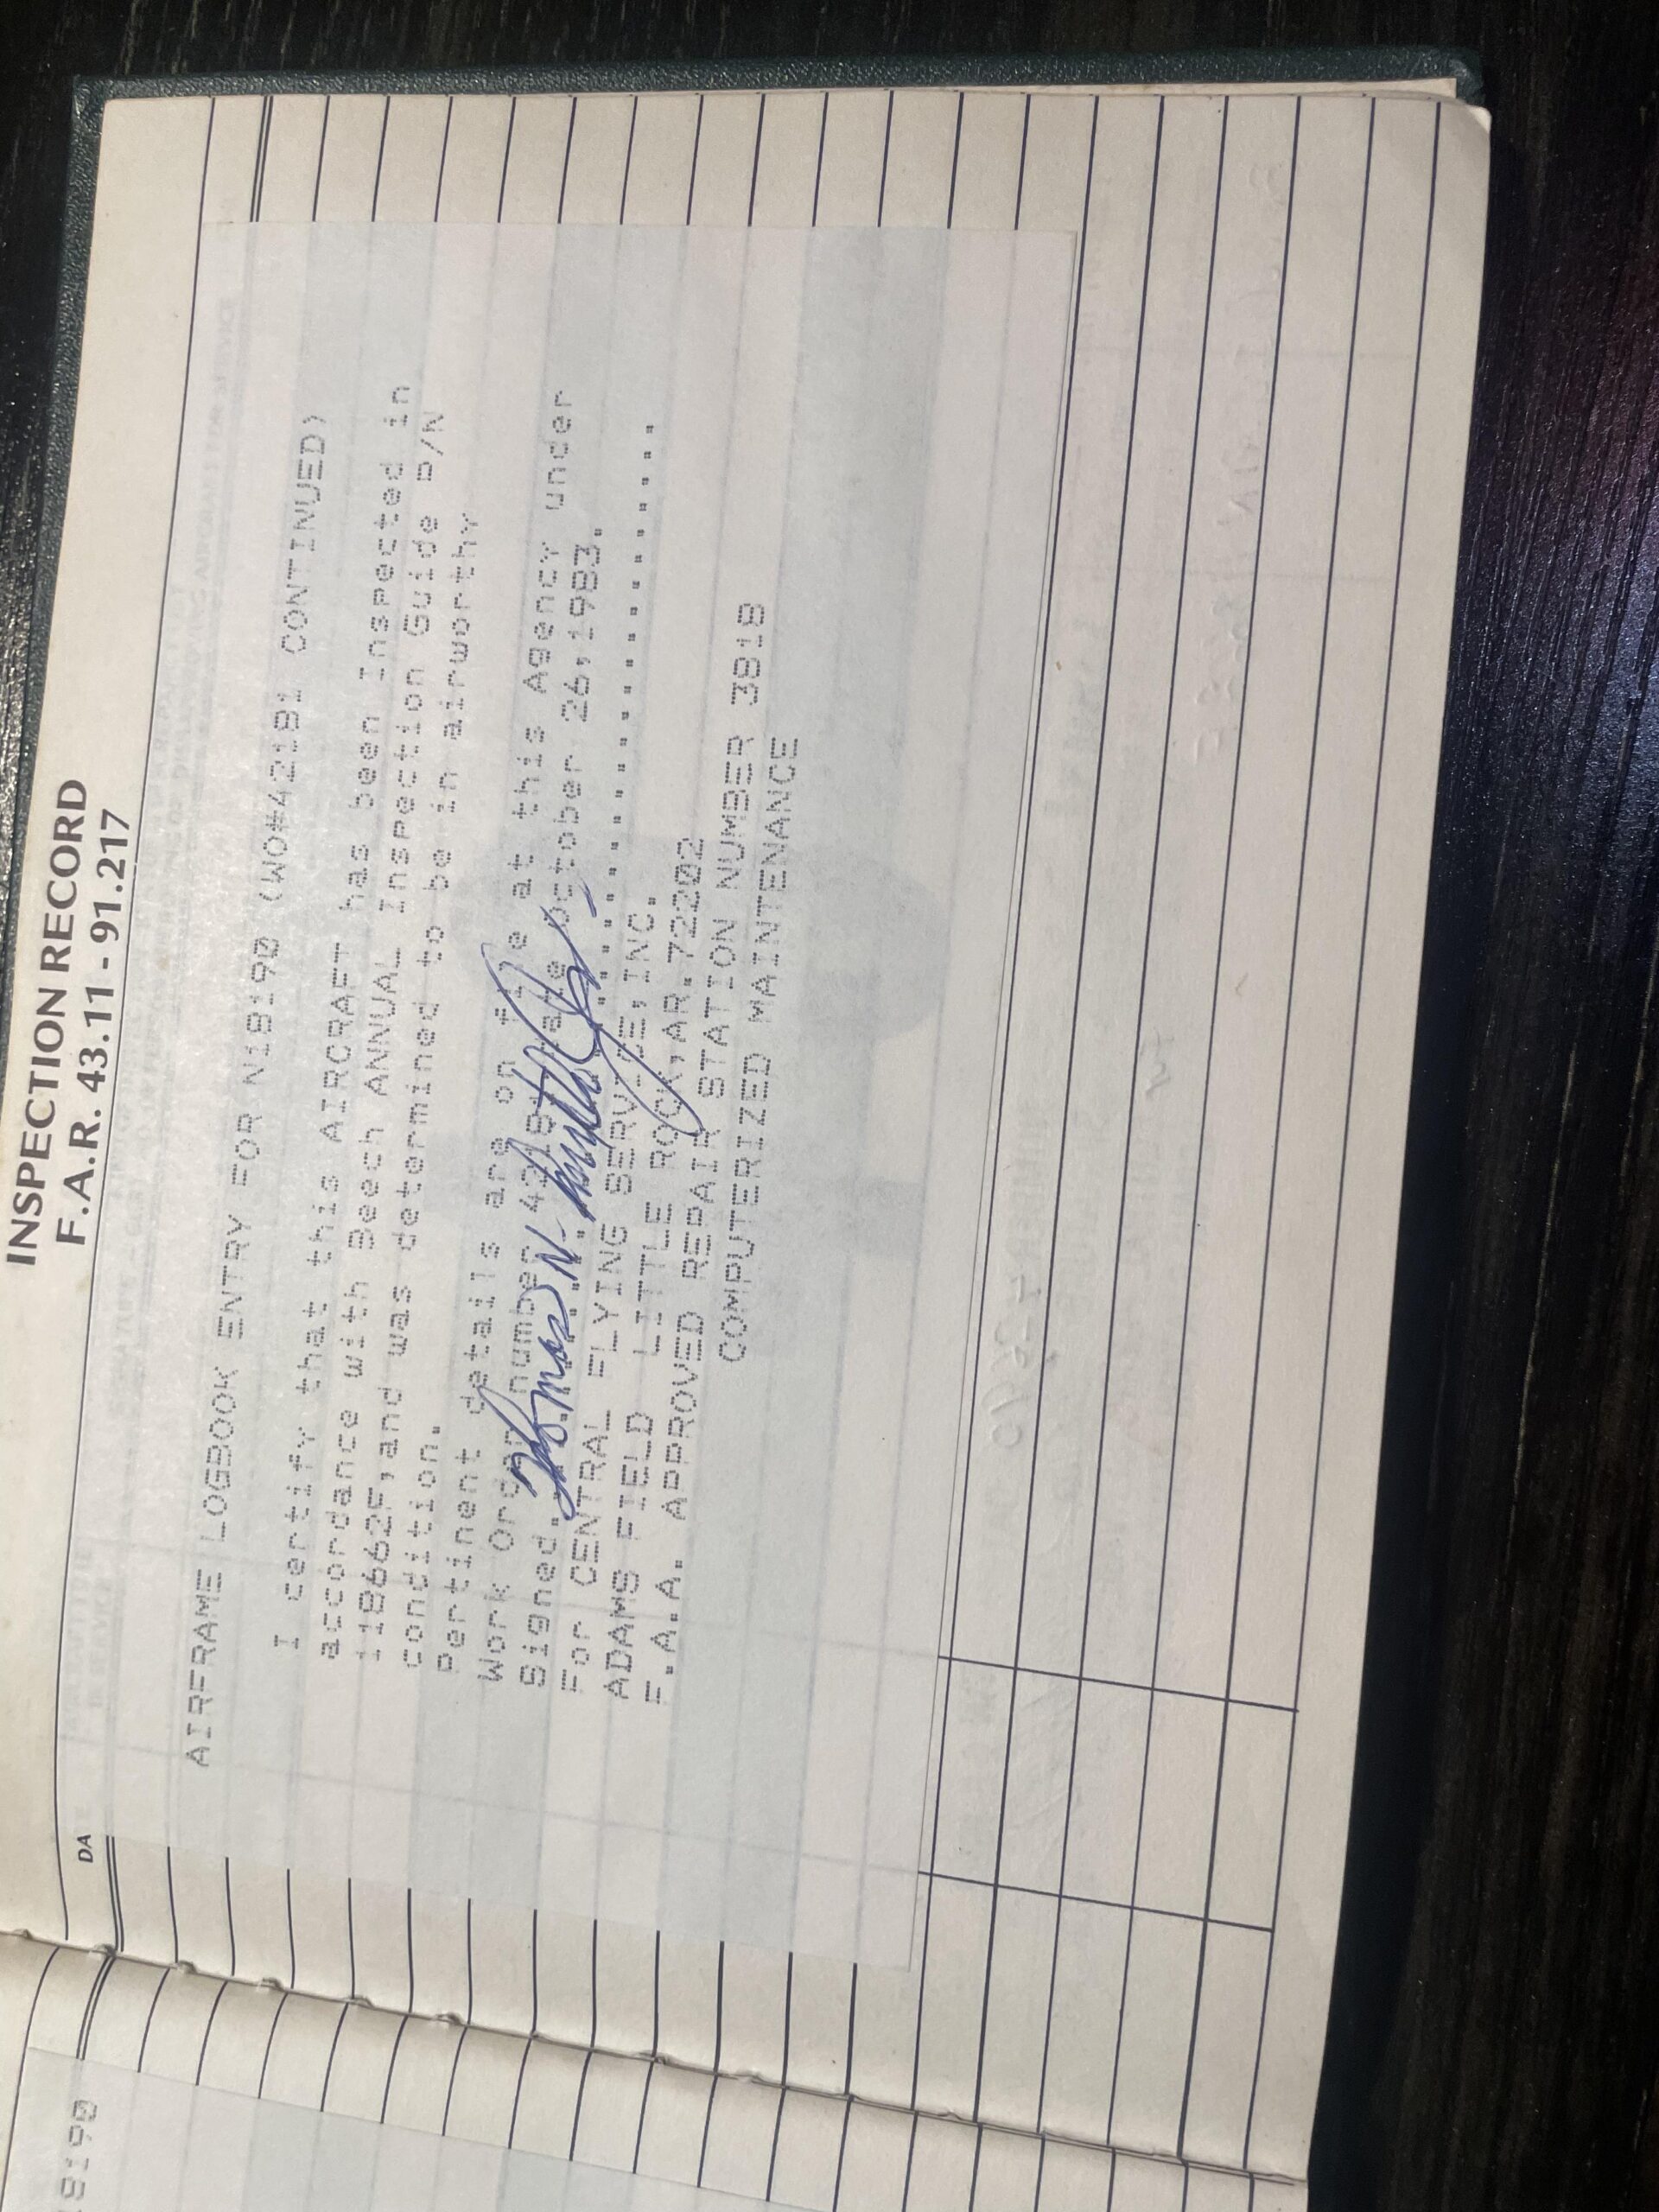 INSPECTION RECORD
F.A.R. 43.11 - 91.217
DA
AIRFRAME LOGBOOK ENTRY FOR N18190 (WO#42181 CONTINUED)
I certify that this AIRCRAFT has been Inspected in
accordance with Beech ANNUAL Inspection Guide P/N
118662F,and was determined to be in airworthy
condition.
Pertinent details are on file at this Agency under
Work Order number 42181 date October 26,1983.
Signed.
For CENTRAL FLYING SERVICE,INC.
ADAMS FIELD LITTLE ROCK,AR.72202
F.A.A. APPROVED REPAIR STATION NUMBER 3818
COMPUTERIZED MAINTENANCE